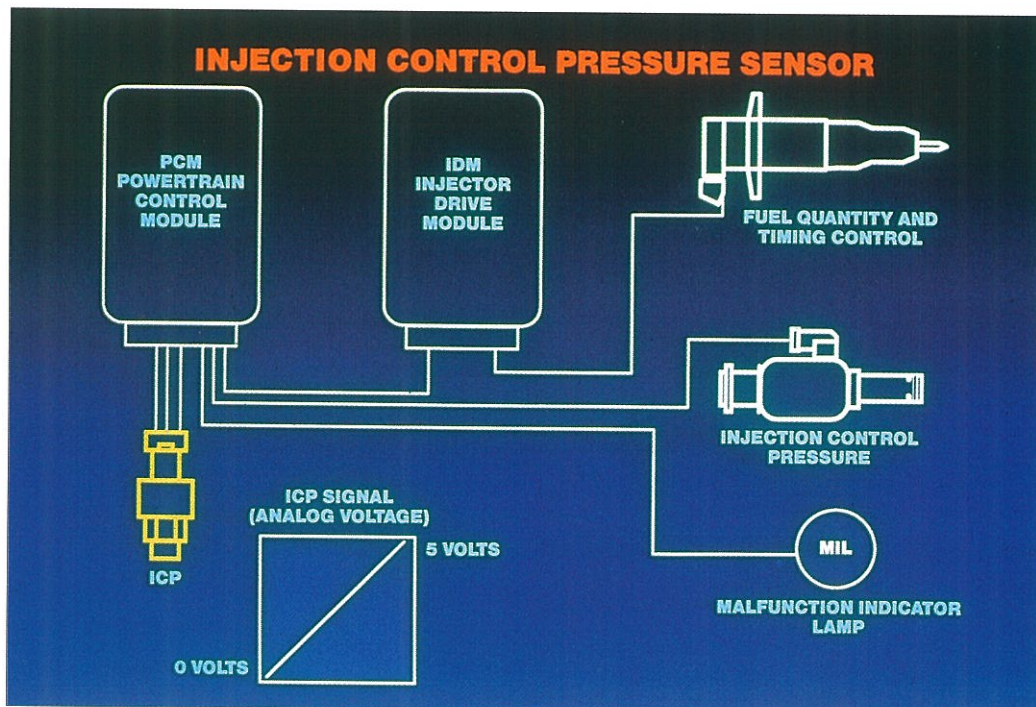 INJECTION CONTROL PRESSURE SENSOR
PCM
POWERTRAIN
CONTROL
MODULE
IDM
INJECTOR
DRIVE
MODULE
FUEL QUANTITY AND
TIMING CONTROL
INJECTION CONTROL
PRESSURE
ICP SIGNAL
(ANALOG VOLTAGE)
5 VOLTS
ICP
MIL
MALFUNCTION INDICATOR
LAMP
0 VOLTS